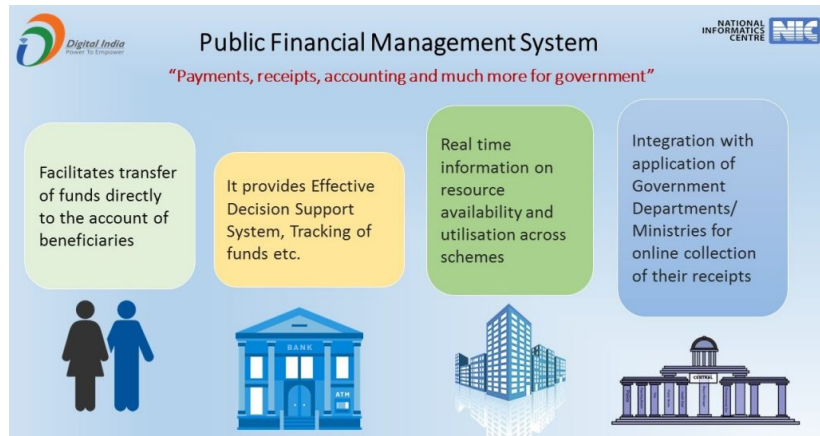 Digital India
Power To Empower
Public Financial Management System
NATIONAL
INFORMATICS
CENTRE
NIC
“Payments, receipts, accounting and much more for government”
Facilitates transfer
of funds directly
to the account of
beneficiaries
It provides Effective
Decision Support
System, Tracking of
funds etc.
Real time
information on
resource
availability and
utilisation across
schemes
Integration with
application of
Government
Departments/
Ministries for
online collection
of their receipts
BANK
ATM
CENTRAL